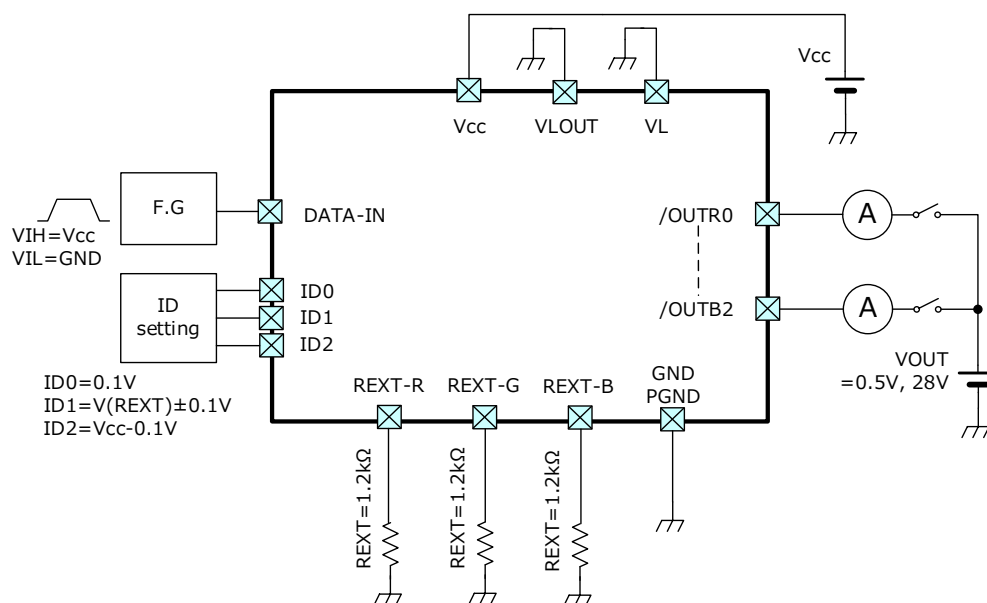 Vcc
Vcc
VLOUT
VL
F.G
DATA-IN
/OUTR0
A
VIH=Vcc
VIL=GND
ID
setting
ID0
ID1
ID2
/OUTB2
A
VOUT
=0.5V, 28V
ID0=0.1V
ID1=V(REXT)±0.1V
ID2=Vcc-0.1V
REXT-R
REXT-G
REXT-B
GND
PGND
REXT=1.2kΩ
REXT=1.2kΩ
REXT=1.2kΩ